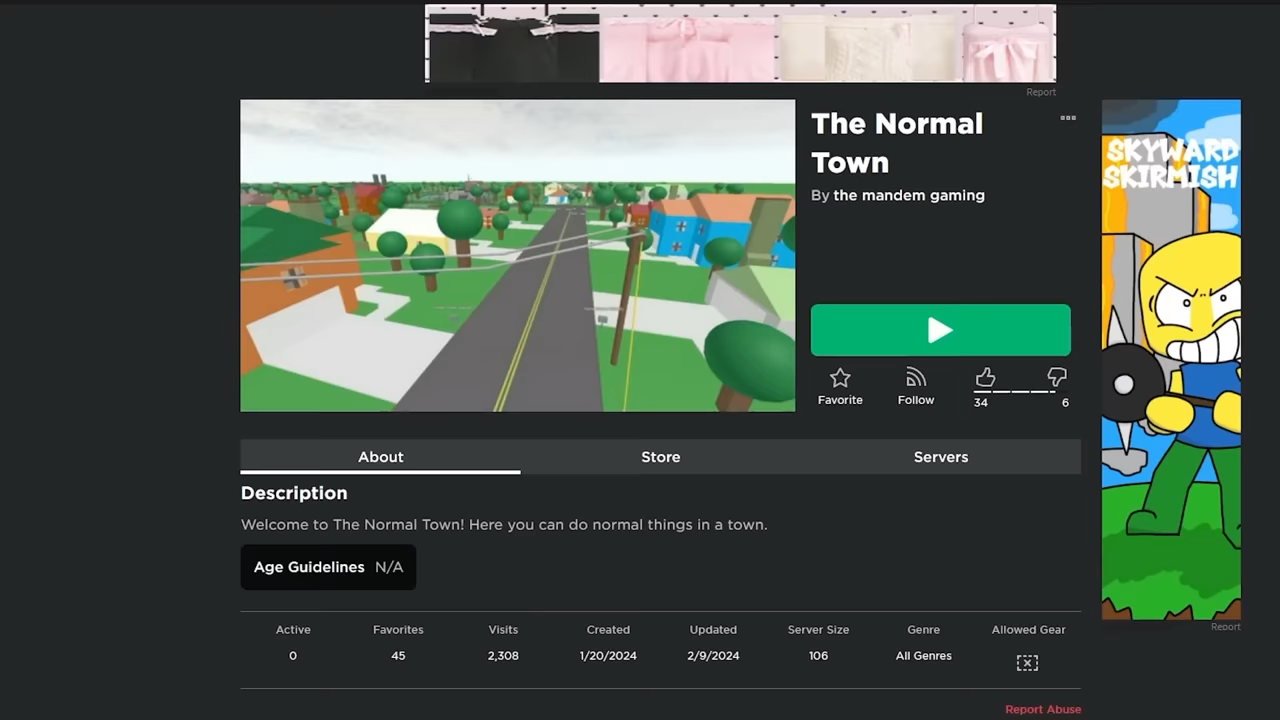 Report
The Normal
Town
By the mandem gaming
SKYWARD
SKIRMISH
Favorite
Follow
34
6
About
Store
Servers
Description
Welcome to The Normal Town! Here you can do normal things in a town.
Age Guidelines N/A
Report
Active
Favorites
Visits
Created
Updated
Server Size
Genre
Allowed Gear
0
45
2,308
1/20/2024
2/9/2024
106
All Genres
Report Abuse